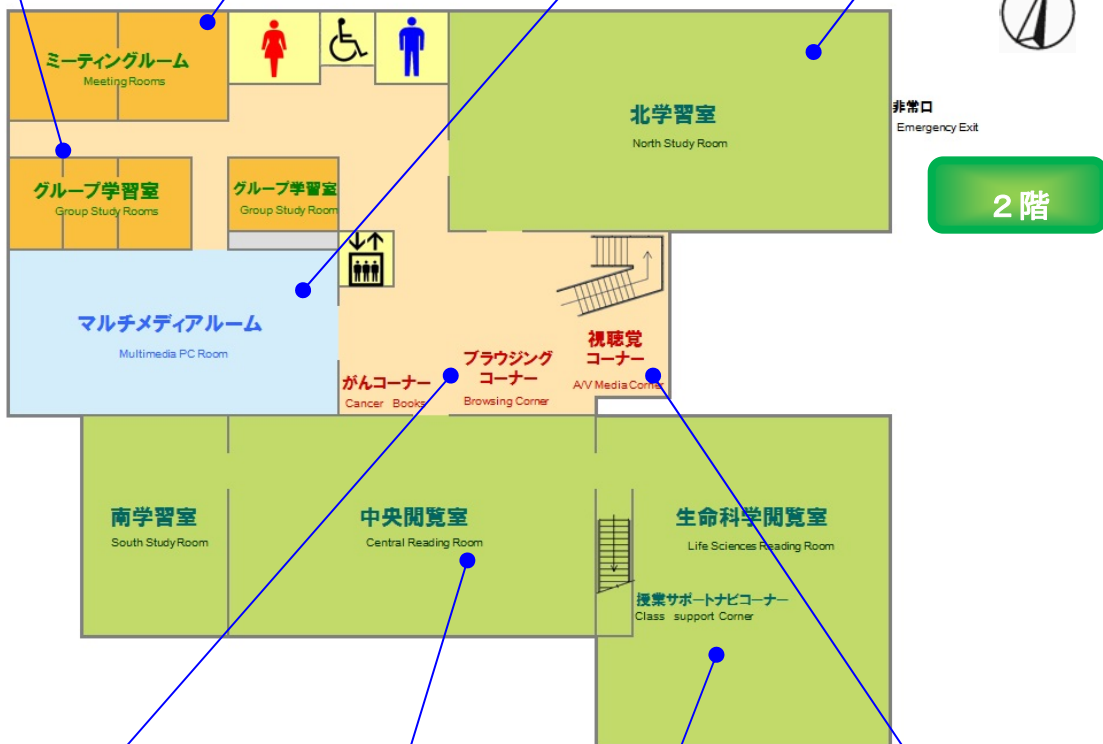 ミーティングルーム
Meeting Rooms
北学習室
North Study Room
非常口
Emergency Exit
グループ学習室
Group Study Rooms
グループ学習室
Group Study Room
2階
マルチメディアルーム
Multimedia PC Room
がんコーナー
Cancer Books
ブラウジング
コーナー
Browsing Corner
視聴覚
コーナー
A/V Media Corner
南学習室
South Study Room
中央閲覧室
Central Reading Room
生命科学閲覧室
Life Sciences Reading Room
授業サポートナビコーナー
Class support Corner